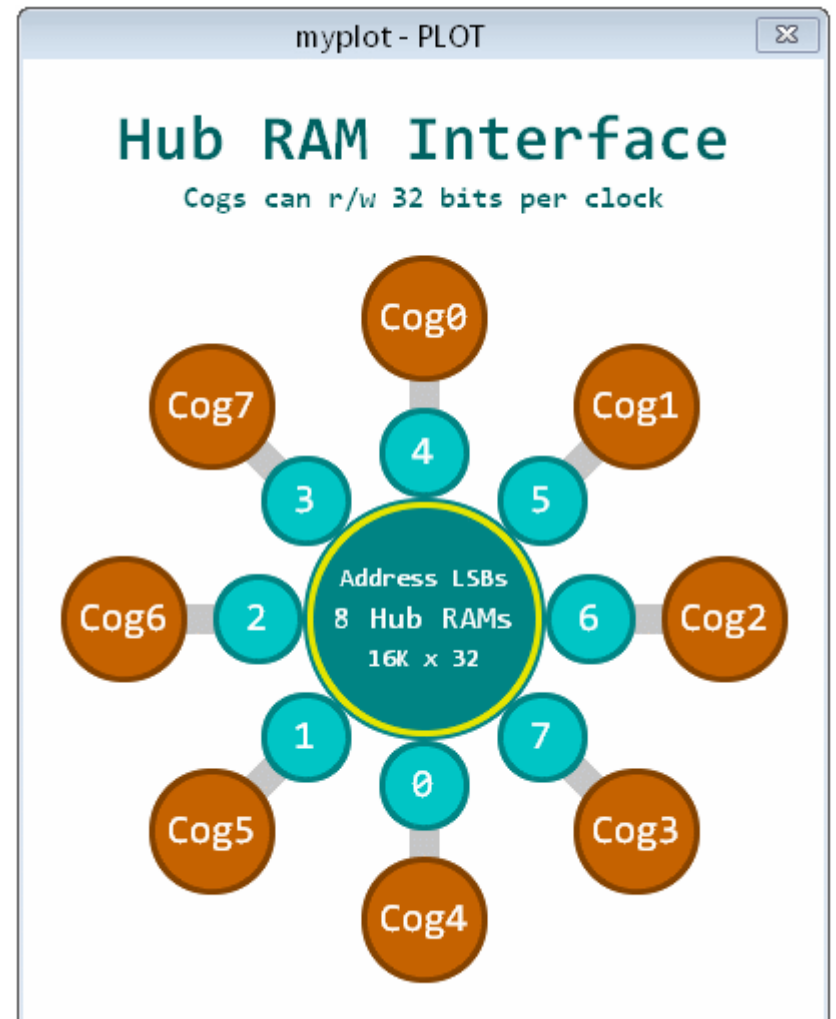 myplot - PLOT
Hub RAM Interface
Cogs can r/w 32 bits per clock
Cog0
Cog7
Cog1
4
3
5
Address LSBs
8 Hub RAMs
16K x 32
Cog6
2
6
Cog2
1
7
0
Cog5
Cog3
Cog4